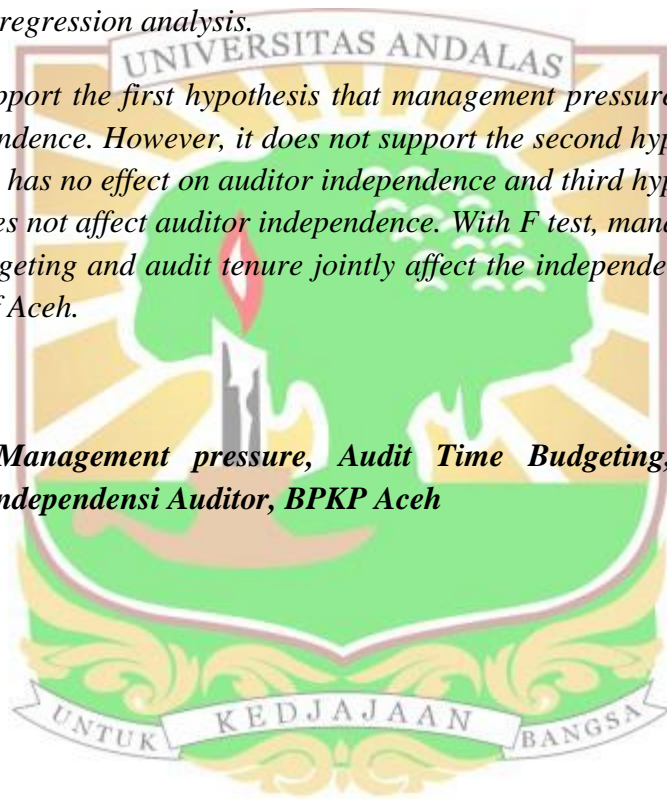 regression analysis.
UNIVERSITAS ANDALAS
pport the first hypothesis that management pressure
ndence. However, it does not support the second hyp
has no effect on auditor independence and third hyp
es not affect auditor independence. With F test, mana
geting and audit tenure jointly affect the independe
f Aceh.
Management pressure, Audit Time Budgeting,
ndependensi Auditor, BPKP Aceh
UNTUK KEDJAJAAN BANGSA